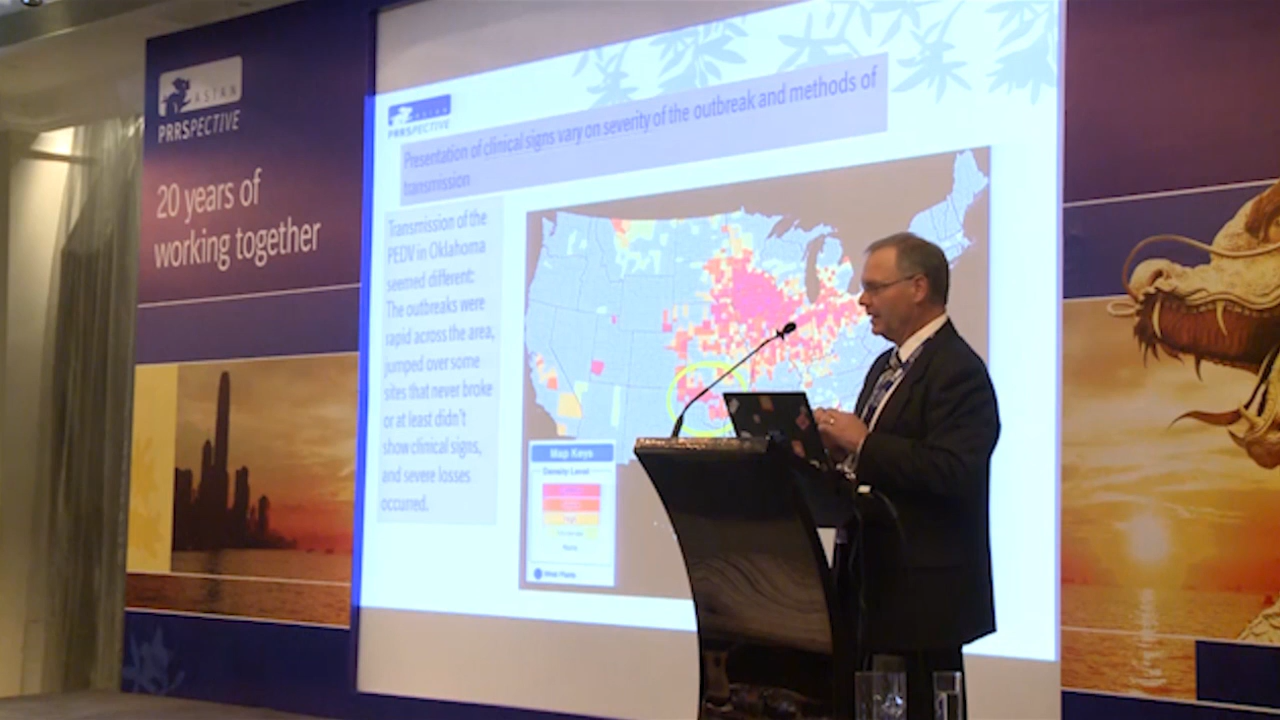 ASIAN
PRRSPECTIVE
20 years of
working together
ASIAN
PRRSPECTIVE
Presentation of clinical signs vary on severity of the outbreak and methods of
transmission
Transmission of the
PEDV in Oklahoma
seemed different:
The outbreaks were
rapid across the area,
jumped over some
sites that never broke
or at least didn't
show clinical signs,
and severe losses
occurred.
Map Keys
Density Level